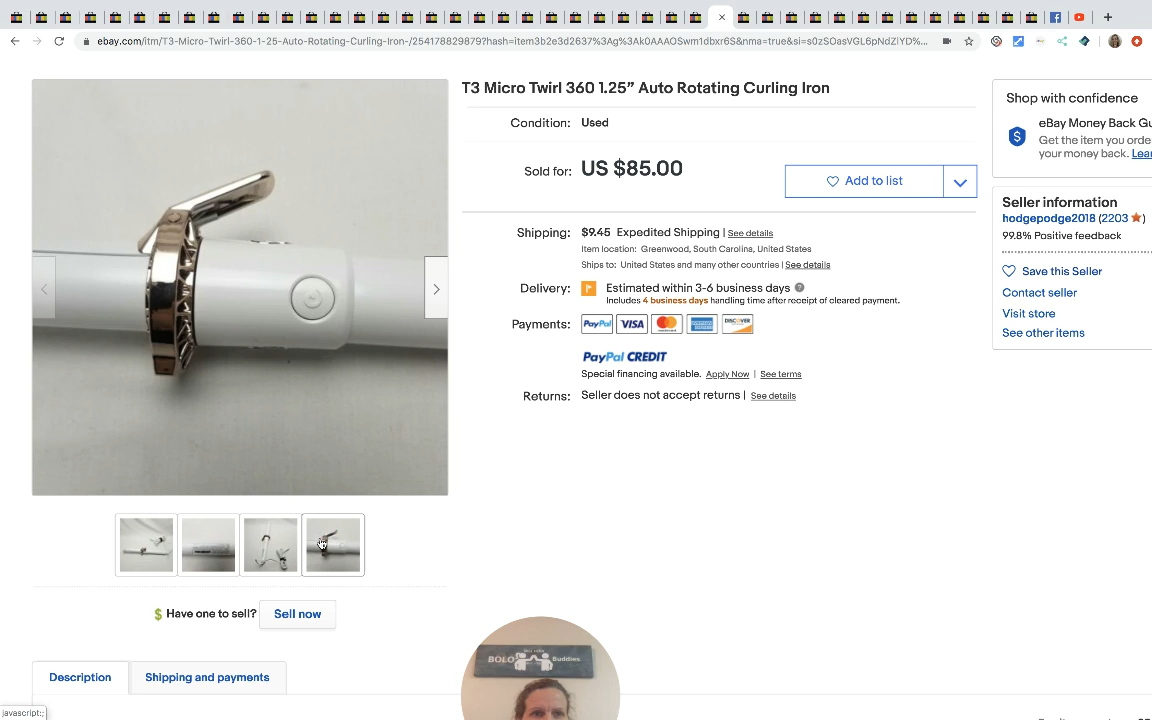 ebay.com/itm/T3-Micro-Twirl-360-1-25-Auto-Rotating-Curling-Iron-/254178829879?hash=item3b2e3d2637%3Ag%3Ak0AAAOSwm1dbxr6S&nma=true&si=s0zSOasVGL6pNdZlYD%...
T3 Micro Twirl 360 1.25” Auto Rotating Curling Iron
Condition: Used
Sold for: US $85.00
Add to list
Shipping: $9.45 Expedited Shipping | See details
Item location: Greenwood, South Carolina, United States
Ships to: United States and many other countries | See details
Delivery: Estimated within 3-6 business days
Includes 4 business days handling time after receipt of cleared payment.
Payments: PayPal VISA MasterCard AMERICAN EXPRESS DISCOVER
PayPal CREDIT
Special financing available. Apply Now | See terms
Returns: Seller does not accept returns | See details
Shop with confidence
eBay Money Back Gu
Get the item you orde
your money back. Lear
Seller information
hodgepodge2018 (2203 )
99.8% Positive feedback
Save this Seller
Contact seller
Visit store
See other items
Have one to sell? Sell now
Description
Shipping and payments
BOLO Buddies
javascript:;